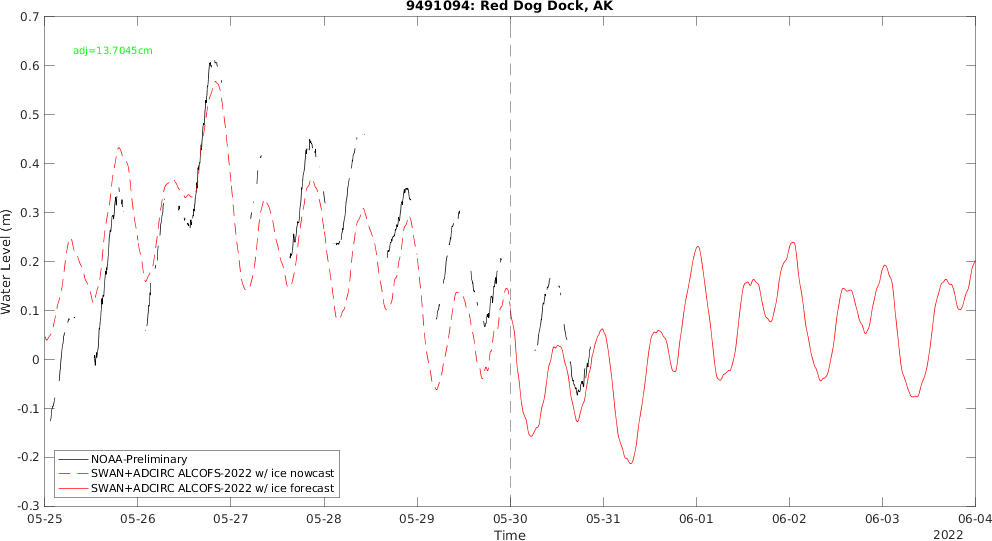 9491094: Red Dog Dock, AK
adj=13.7045cm
Water Level (m)
0.7
0.6
0.5
0.4
0.3
0.2
0.1
0
-0.1
-0.2
-0.3
NOAA-Preliminary
SWAN+ADCIRC ALCOFS-2022 w/ ice nowcast
SWAN+ADCIRC ALCOFS-2022 w/ ice forecast
05-25 05-26 05-27 05-28 05-29 05-30 05-31 06-01 06-02 06-03 06-04
Time
2022